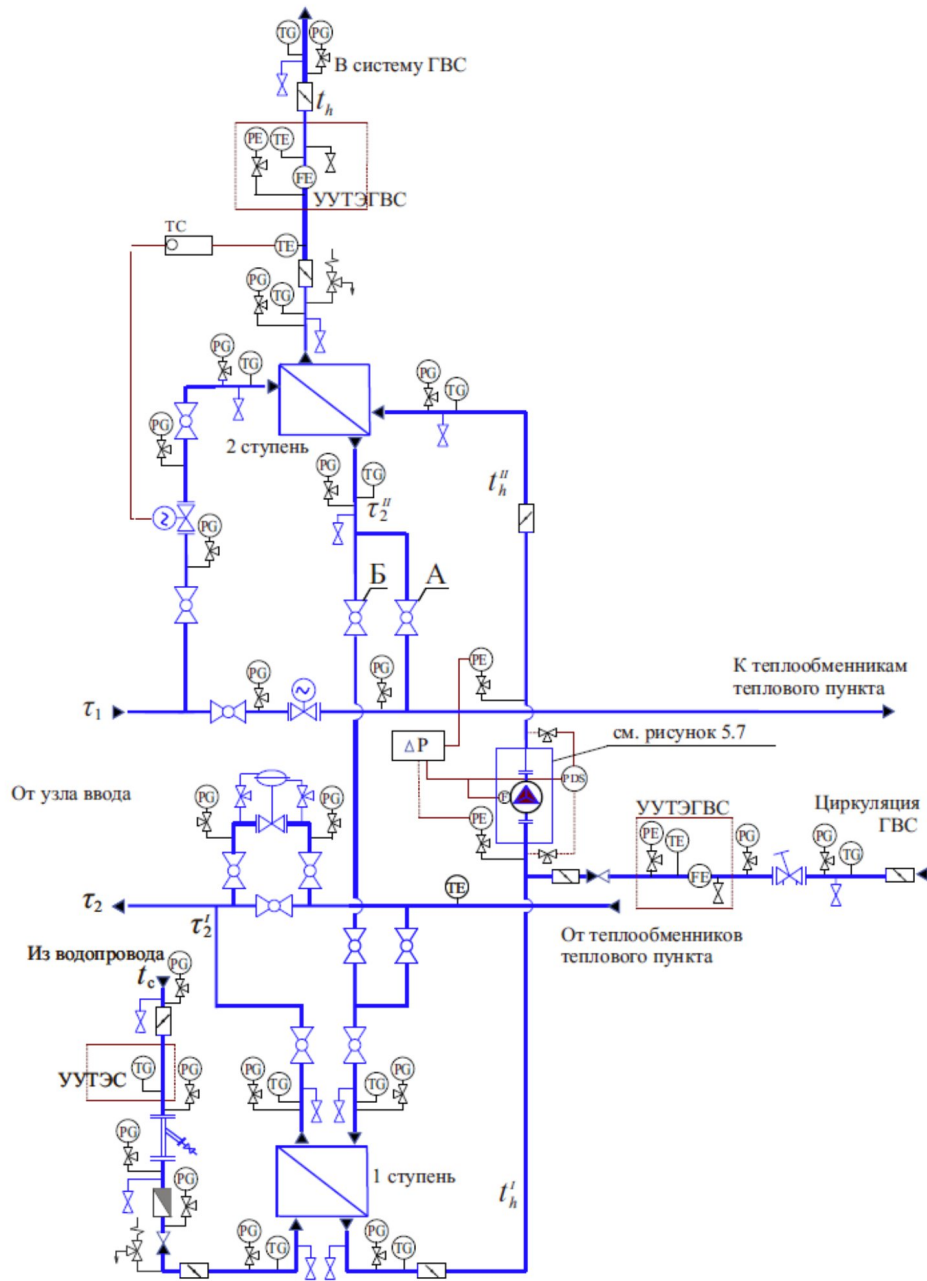 TG PG
В систему ГВС
t_h
PE TE
FE
УУТЭГВС
TC
TE
PG TG
PG TG
PG TG
PG
2 ступень
PG TG
τ₂^II
t_h^II
PG
Б А
PE
PG PG
К теплообменникам
теплового пункта
τ₁
ΔP
см. рисунок 5.7
PDS
От узла ввода
PG PG
PE
УУТЭГВС
Циркуляция
ГВС
PE TE PG PG TG
FE
TE
τ₂
τ₂^I
От теплообменников
теплового пункта
Из водопровода
PG
t_c
УУТЭС
TG PG
PG TG TG PG
PG
1 ступень
PG
t_h^I
PG TG PG TG